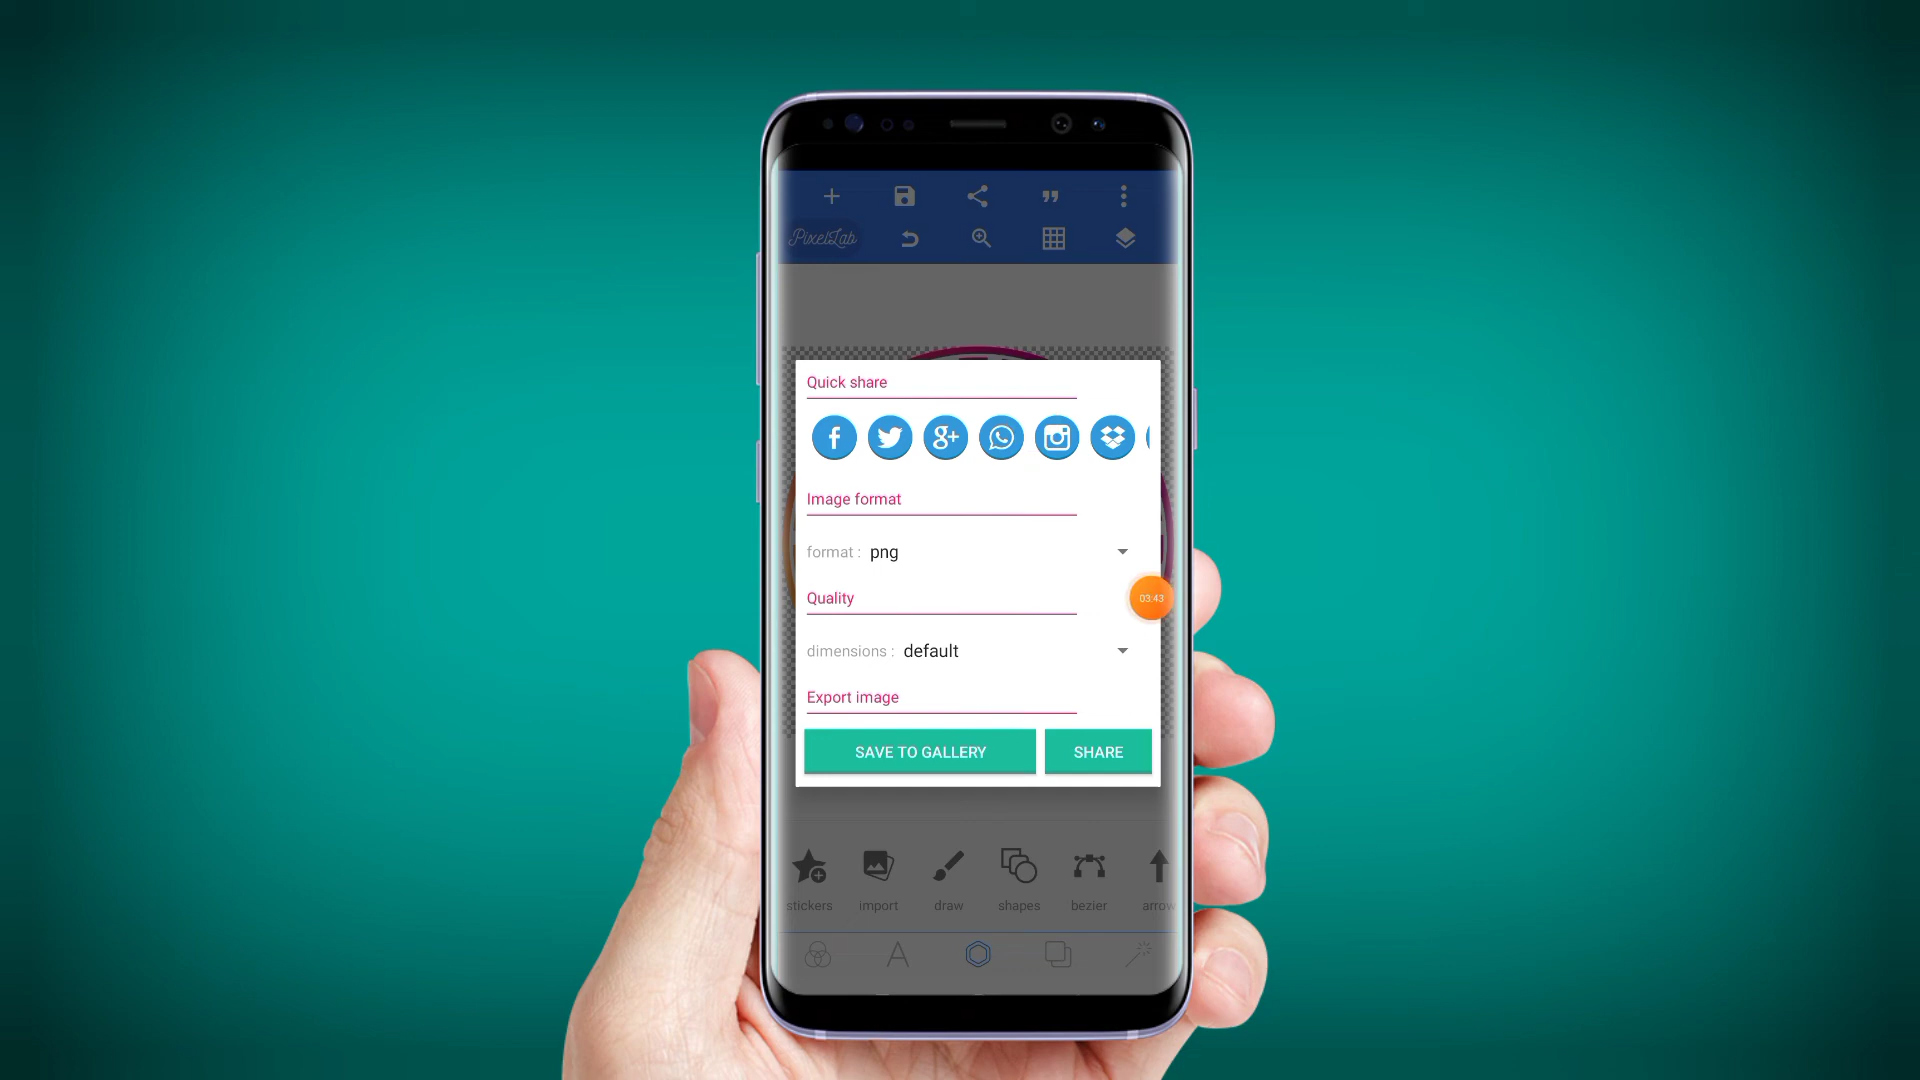 PixelLab
Quick share
Image format
format : png
Quality
03:43
dimensions : default
Export image
SAVE TO GALLERY SHARE
stickers import draw shapes bezier arrow